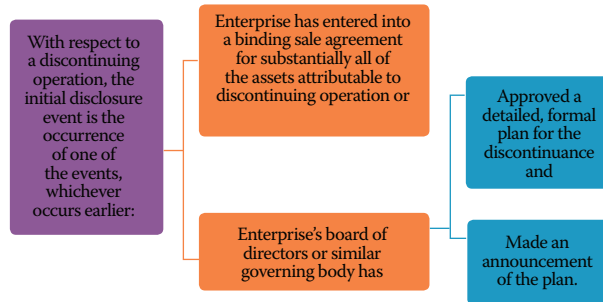 With respect to
a discontinuing
operation, the
initial disclosure
event is the
occurrence
of one of
the events,
whichever
occurs earlier:
Enterprise has entered into
a binding sale agreement
for substantially all of
the assets attributable to
discontinuing operation or
Enterprise's board of
directors or similar
governing body has
Approved a
detailed, formal
plan for the
discontinuance
and
Made an
announcement
of the plan.